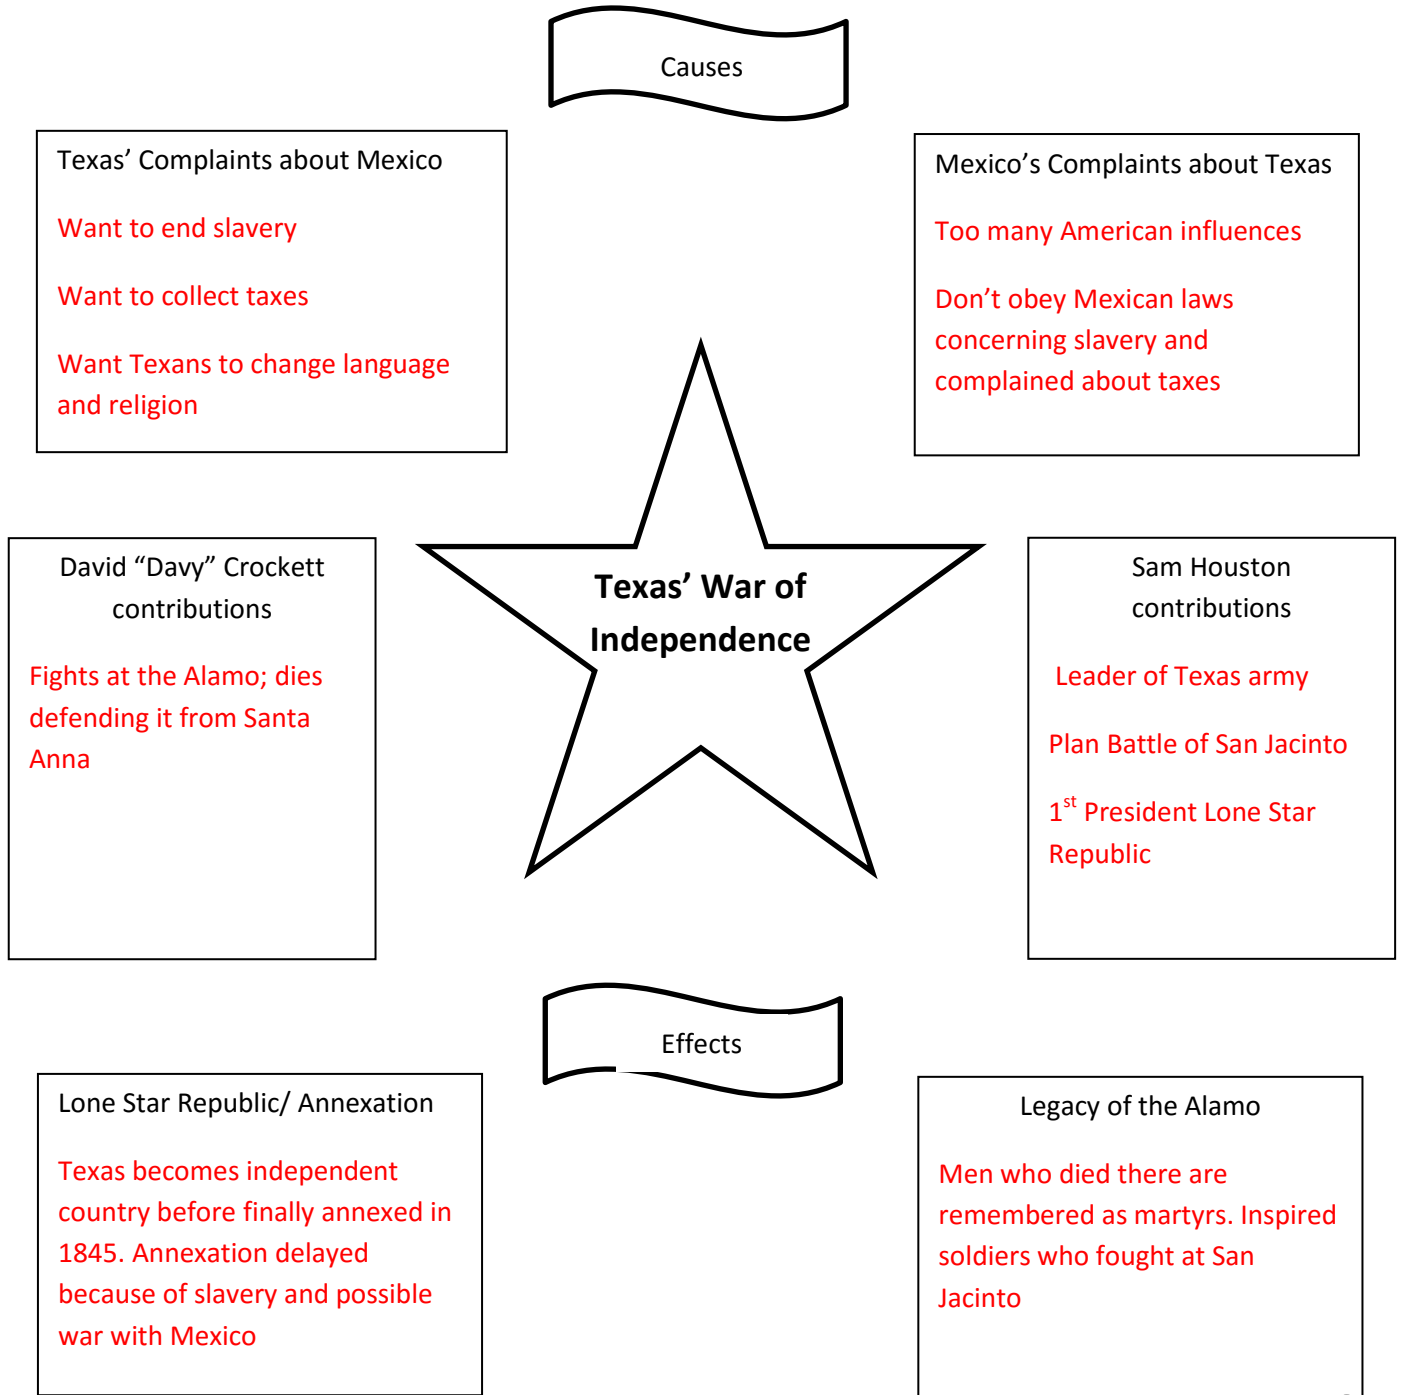 Causes
Texas’ Complaints about Mexico
Want to end slavery
Want to collect taxes
Want Texans to change language
and religion
Mexico’s Complaints about Texas
Too many American influences
Don’t obey Mexican laws
concerning slavery and
complained about taxes
Texas’ War of
Independence
David “Davy” Crockett
contributions
Fights at the Alamo; dies
defending it from Santa
Anna
Sam Houston
contributions
Leader of Texas army
Plan Battle of San Jacinto
1st President Lone Star
Republic
Effects
Lone Star Republic/ Annexation
Texas becomes independent
country before finally annexed in
1845. Annexation delayed
because of slavery and possible
war with Mexico
Legacy of the Alamo
Men who died there are
remembered as martyrs. Inspired
soldiers who fought at San
Jacinto